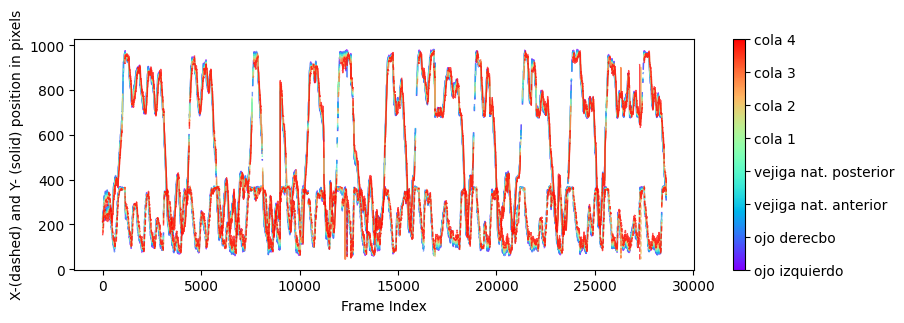 X-(dashed) and Y- (solid) position in pixels
1000
800
600
400
200
0
0 5000 10000 15000 20000 25000 30000
Frame Index
cola 4
cola 3
cola 2
cola 1
vejiga nat. posterior
vejiga nat. anterior
ojo derecbo
ojo izquierdo